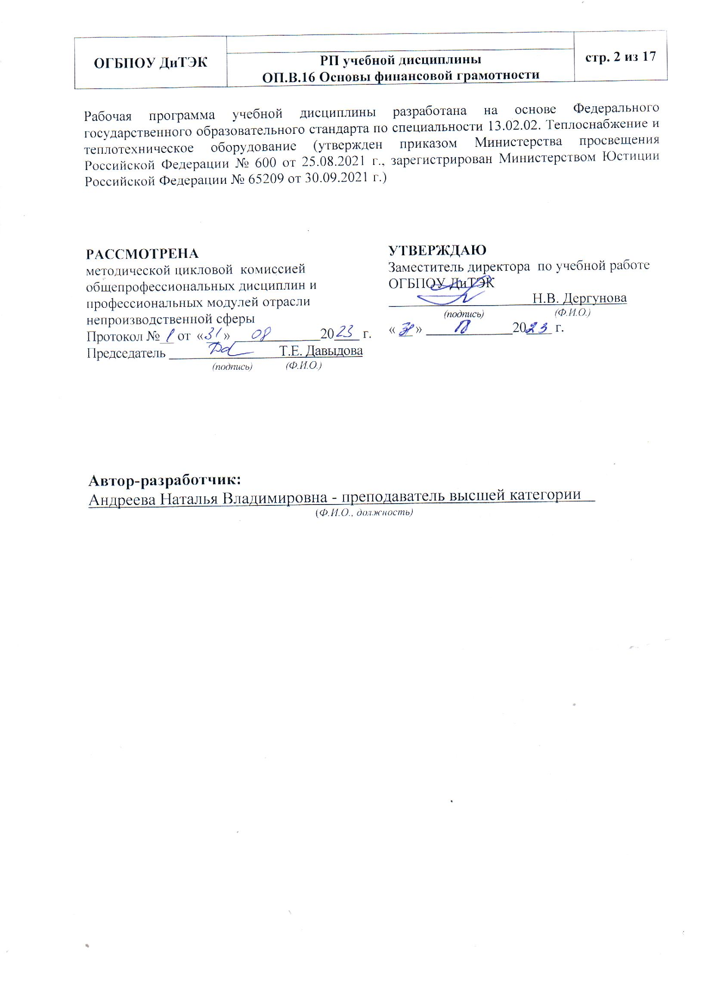 ОГБПОУ ДиТЭК
РП учебной дисциплины
ОП.В.16 Основы финансовой грамотности
стр. 2 из 17
Рабочая программа учебной дисциплины разработана на основе Федерального
государственного образовательного стандарта по специальности 13.02.02. Теплоснабжение и
теплотехническое оборудование (утвержден приказом Министерства просвещения
Российской Федерации № 600 от 25.08.2021 г., зарегистрирован Министерством Юстиции
Российской Федерации № 65209 от 30.09.2021 г.)
РАССМОТРЕНА
методической цикловой комиссией
общепрофессиональных дисциплин и
профессиональных модулей отрасли
непроизводственной сферы
Протокол № 1 от «31» 08 2023 г.
Председатель Т.Е. Давыдова
(подпись) (Ф.И.О.)
УТВЕРЖДАЮ
Заместитель директора по учебной работе
ОГБПОУ ДиТЭК
Н.В. Дергунова
(подпись) (Ф.И.О.)
« » 2023 г.
Автор-разработчик:
Андреева Наталья Владимировна - преподаватель высшей категории
(Ф.И.О., должность)